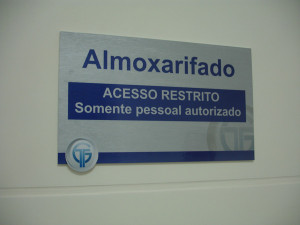 Almoxarifado
ACESSO RESTRITO
Somente pessoal autorizado